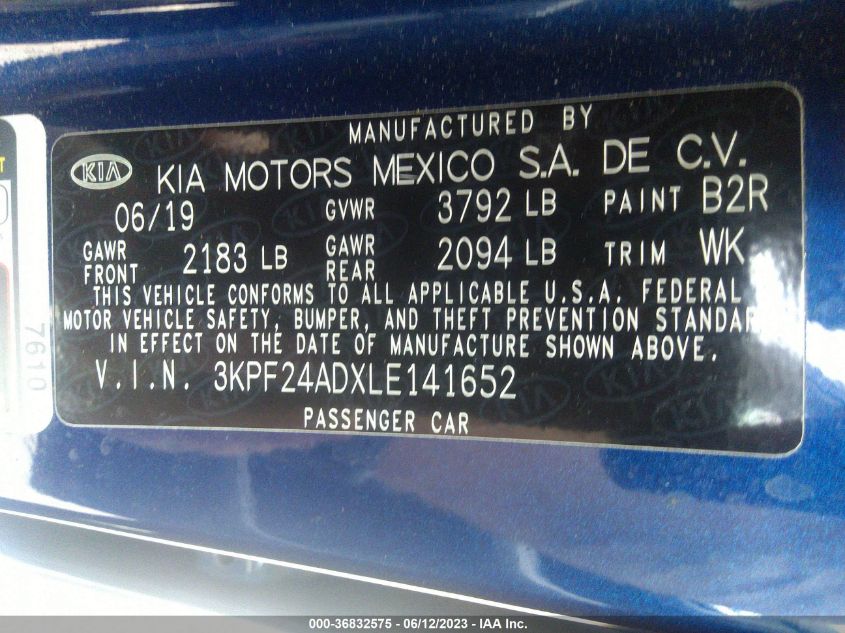 MANUFACTURED BY
KIA KIA MOTORS MEXICO S.A. DE C.V.
06/19 GVWR 3792 LB PAINT B2R
GAWR FRONT 2183 LB GAWR REAR 2094 LB TRIM WK
THIS VEHICLE CONFORMS TO ALL APPLICABLE U.S.A. FEDERAL
MOTOR VEHICLE SAFETY, BUMPER, AND THEFT PREVENTION STANDAR
IN EFFECT ON THE DATE OF MANUFACTURE SHOWN ABOVE.
V.I.N. 3KPF24ADXLE141652
PASSENGER CAR
7610
000-36832575 - 06/12/2023 - IAA Inc.